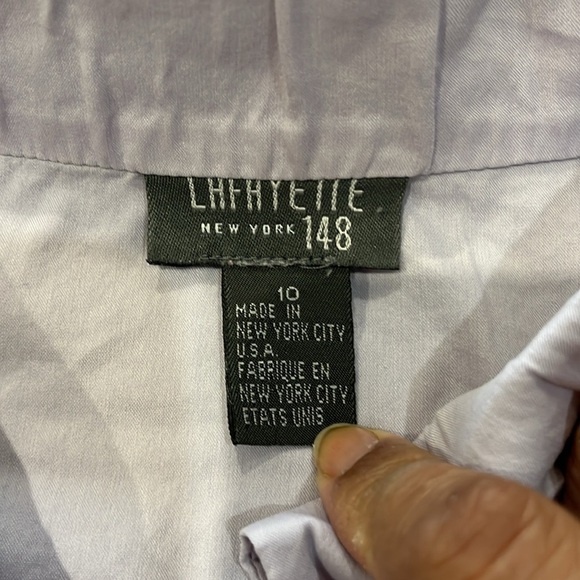 LAFAYETTE
NEW YORK 148
10
MADE IN
NEW YORK CITY
U.S.A.
FABRIQUE EN
NEW YORK CITY
ETATS UNIS